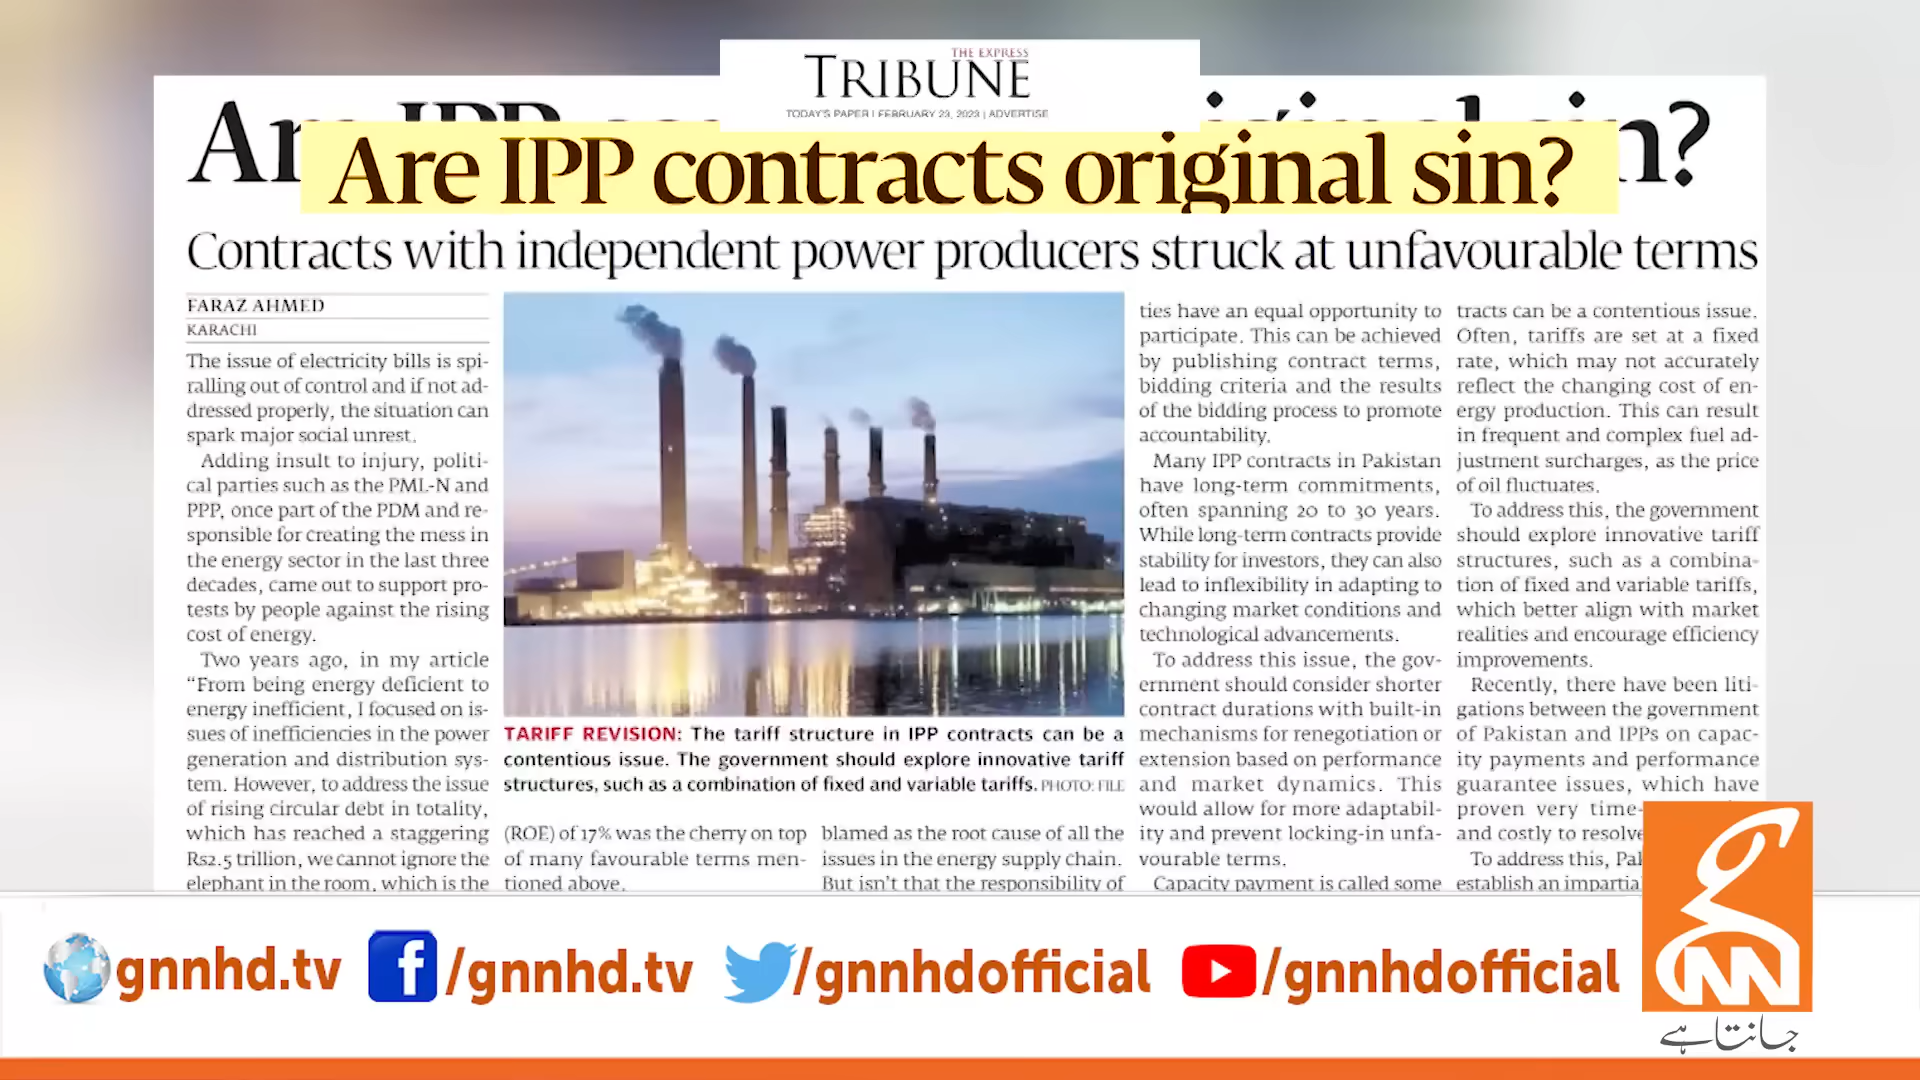 THE EXPRESS
TRIBUNE
TODAY'S PAPER | FEBRUARY 23, 2023 | ADVERTISE
Are IPP contracts original sin?
Contracts with independent power producers struck at unfavourable terms
FARAZ AHMED
KARACHI
The issue of electricity bills is spi-
ralling out of control and if not ad-
dressed properly, the situation can
spark major social unrest.
Adding insult to injury, politi-
cal parties such as the PML-N and
PPP, once part of the PDM and re-
sponsible for creating the mess in
the energy sector in the last three
decades, came out to support pro-
tests by people against the rising
cost of energy.
Two years ago, in my article
“From being energy deficient to
energy inefficient, I focused on is-
sues of inefficiencies in the power
generation and distribution sys-
tem. However, to address the issue
of rising circular debt in totality,
which has reached a staggering
Rs2.5 trillion, we cannot ignore the
elephant in the room, which is the
TARIFF REVISION: The tariff structure in IPP contracts can be a
contentious issue. The government should explore innovative tariff
structures, such as a combination of fixed and variable tariffs. PHOTO: FILE
(ROE) of 17% was the cherry on top
of many favourable terms men-
tioned above.
blamed as the root cause of all the
issues in the energy supply chain.
But isn't that the responsibility of
ties have an equal opportunity to
participate. This can be achieved
by publishing contract terms,
bidding criteria and the results
of the bidding process to promote
accountability.
Many IPP contracts in Pakistan
have long-term commitments,
often spanning 20 to 30 years.
While long-term contracts provide
stability for investors, they can also
lead to inflexibility in adapting to
changing market conditions and
technological advancements.
To address this issue, the gov-
ernment should consider shorter
contract durations with built-in
mechanisms for renegotiation or
extension based on performance
and market dynamics. This
would allow for more adaptabil-
ity and prevent locking-in unfa-
vourable terms.
Capacity payment is called some
tracts can be a contentious issue.
Often, tariffs are set at a fixed
rate, which may not accurately
reflect the changing cost of en-
ergy production. This can result
in frequent and complex fuel ad-
justment surcharges, as the price
of oil fluctuates.
To address this, the government
should explore innovative tariff
structures, such as a combina-
tion of fixed and variable tariffs,
which better align with market
realities and encourage efficiency
improvements.
Recently, there have been liti-
gations between the government
of Pakistan and IPPs on capac-
ity payments and performance
guarantee issues, which have
proven very time-
and costly to resolve
To address this, Pak
establish an impartial
gnnhd.tv
/gnnhd.tv
/gnnhdofficial
/gnnhdofficial
GNN
جانتا ہے